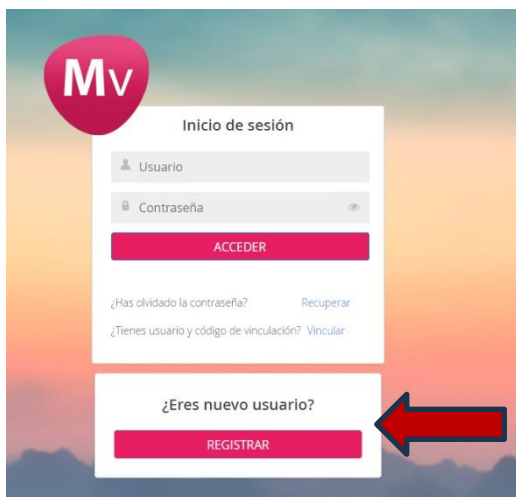 Mv
Inicio de sesión
Usuario
Contraseña
ACCEDER
¿Has olvidado la contraseña? Recuperar
¿Tienes usuario y código de vinculación? Vincular
¿Eres nuevo usuario?
REGISTRAR